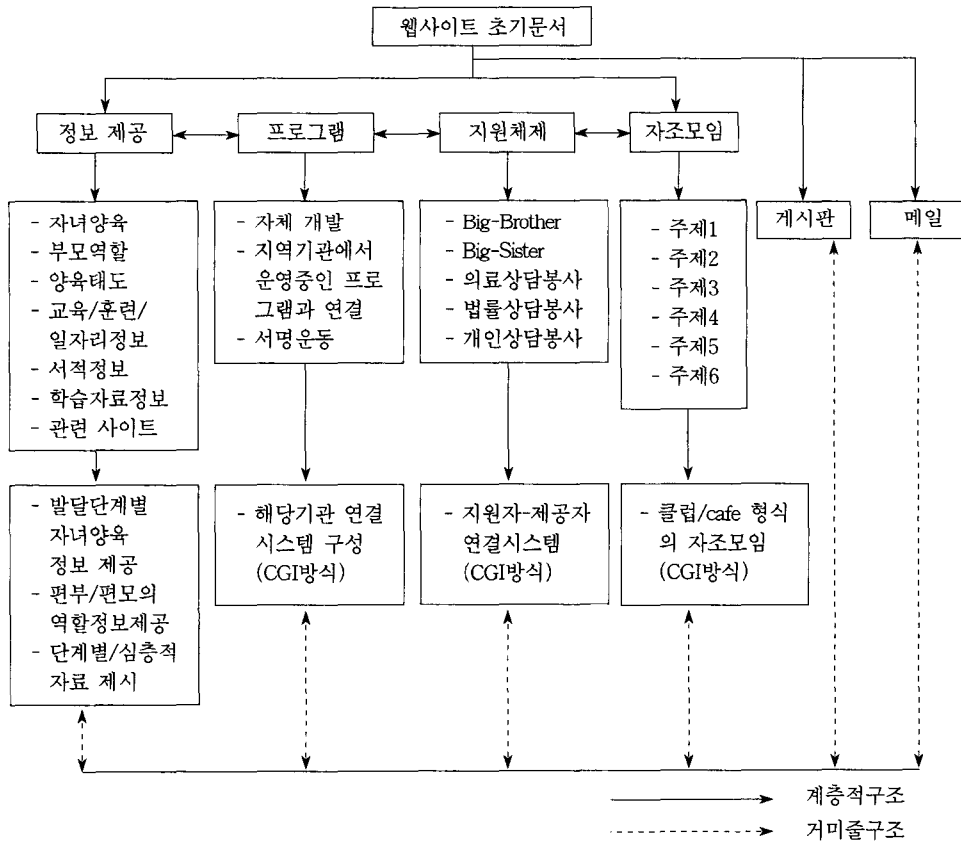 웹사이트 초기문서
정보 제공
프로그램
지원체제
자조모임
게시판
메일
- 자녀양육
- 부모역할
- 양육태도
- 교육/훈련/
일자리정보
- 서적정보
- 학습자료정보
- 관련 사이트
- 자체 개발
- 지역기관에서
운영중인 프로
그램과 연결
- 서명운동
- Big-Brother
- Big-Sister
- 의료상담봉사
- 법률상담봉사
- 개인상담봉사
- 주제1
- 주제2
- 주제3
- 주제4
- 주제5
- 주제6
- 발달단계별
자녀양육
정보 제공
- 편부/편모의
역할정보제공
- 단계별/심층적
자료 제시
- 해당기관 연결
시스템 구성
(CGI방식)
- 지원자-제공자
연결시스템
(CGI방식)
- 클럽/cafe 형식
의 자조모임
(CGI방식)
계층적구조
거미줄구조